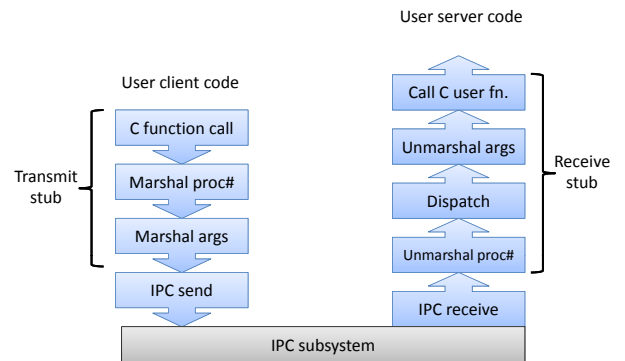 User client code
C function call
Marshal proc#
Marshal args
IPC send
Transmit
stub
User server code
Call C user fn.
Unmarshal args
Dispatch
Unmarshal proc#
IPC receive
Receive
stub
IPC subsystem